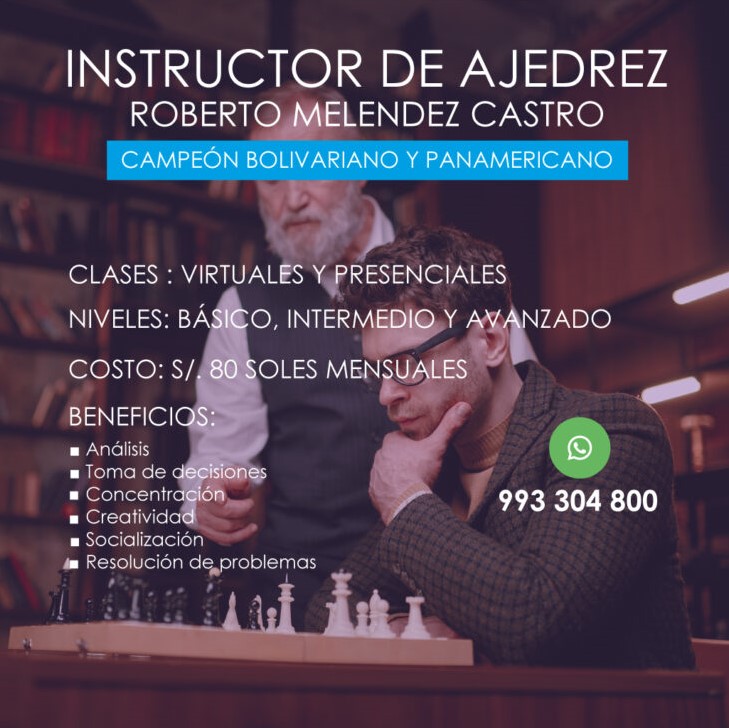 INSTRUCTOR DE AJEDREZ
ROBERTO MELENDEZ CASTRO
CAMPEÓN BOLIVARIANO Y PANAMERICANO
CLASES : VIRTUALES Y PRESENCIALES
NIVELES: BÁSICO, INTERMEDIO Y AVANZADO
COSTO: S/. 80 SOLES MENSUALES
BENEFICIOS:
▪ Análisis
▪ Toma de decisiones
▪ Concentración
▪ Creatividad
▪ Socialización
▪ Resolución de problemas
993 304 800